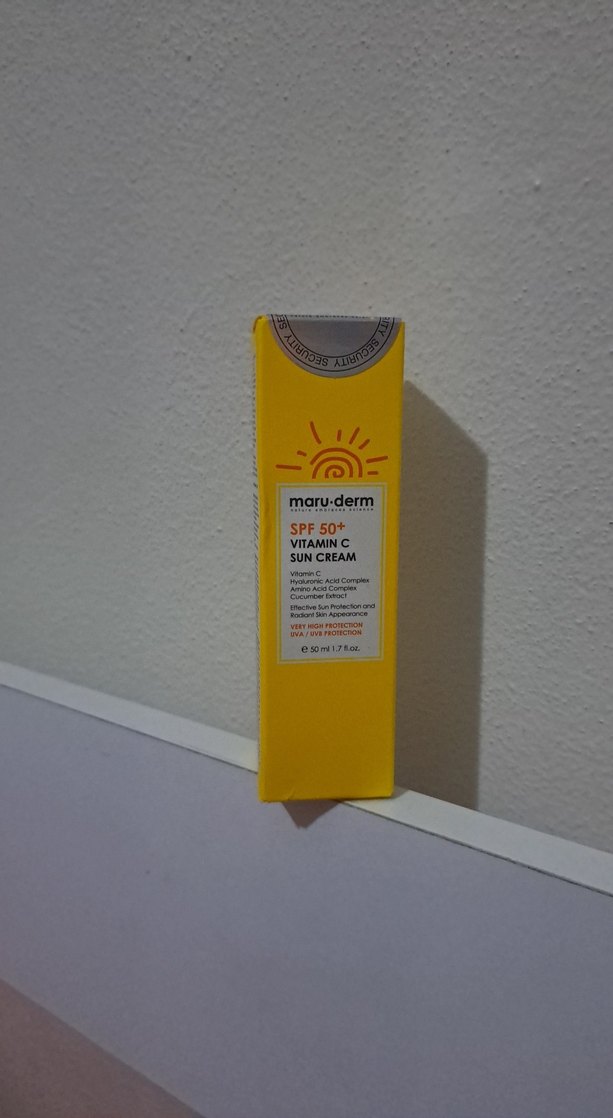 SECURITY SECURITY
maru·derm
nature embraces science
SPF 50+
VITAMIN C
SUN CREAM
Vitamin C
Hyaluronic Acid Complex
Amino Acid Complex
Cucumber Extract
Effective Sun Protection and
Radiant Skin Appearance
VERY HIGH PROTECTION
UVA / UVB PROTECTION
e 50 ml 1.7 fl.oz.